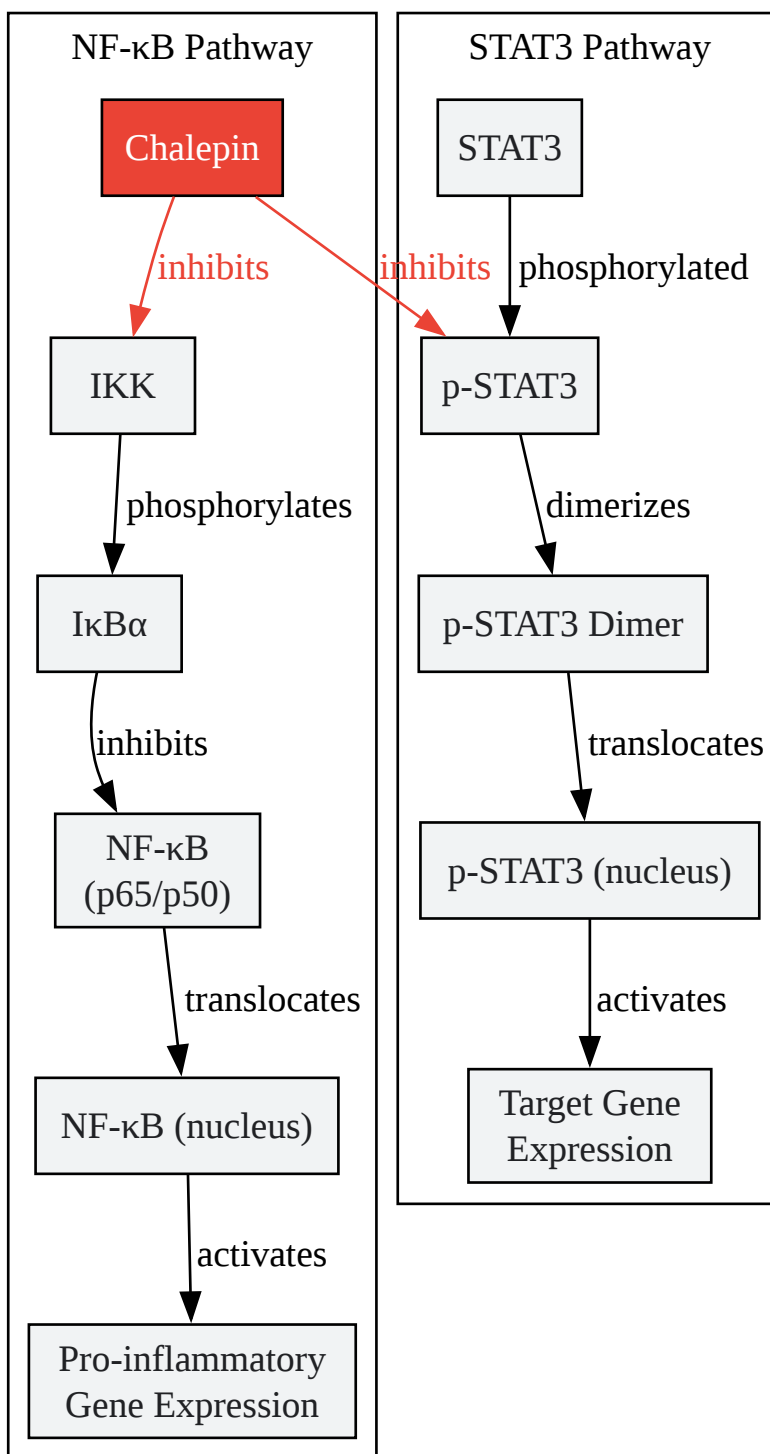 NF-κB Pathway
Chalepin
inhibits
inhibits
IKK
phosphorylates
IκBα
inhibits
NF-κB
(p65/p50)
translocates
NF-κB (nucleus)
activates
Pro-inflammatory
Gene Expression
STAT3 Pathway
STAT3
phosphorylated
p-STAT3
dimerizes
p-STAT3 Dimer
translocates
p-STAT3 (nucleus)
activates
Target Gene
Expression